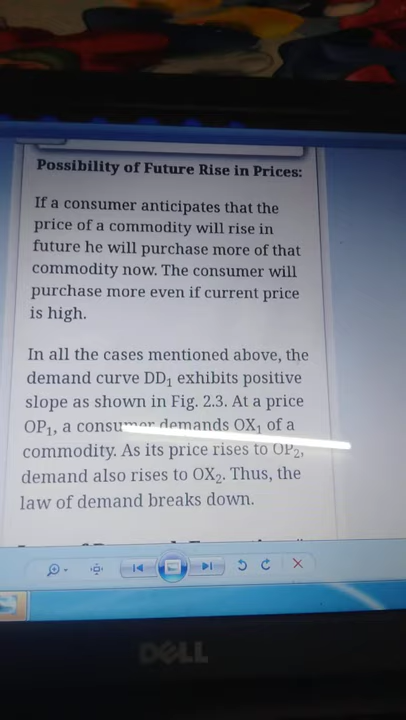 Possibility of Future Rise in Prices:
If a consumer anticipates that the
price of a commodity will rise in
future he will purchase more of that
commodity now. The consumer will
purchase more even if current price
is high.
In all the cases mentioned above, the
demand curve DD₁ exhibits positive
slope as shown in Fig. 2.3. At a price
OP₁, a consumer demands OX₁ of a
commodity. As its price rises to OP₂,
demand also rises to OX₂. Thus, the
law of demand breaks down.
DELL